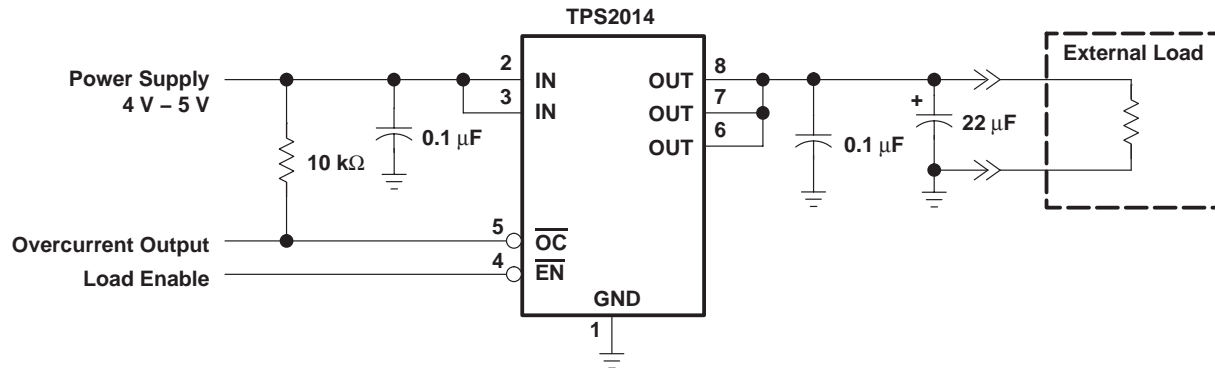 TPS2014
Power Supply
4 V – 5 V
2
IN
3
IN
10 kΩ
0.1 μF
Overcurrent Output
5
OC
Load Enable
4
EN
GND
1
OUT
8
OUT
7
OUT
6
0.1 μF
+
22 μF
External Load